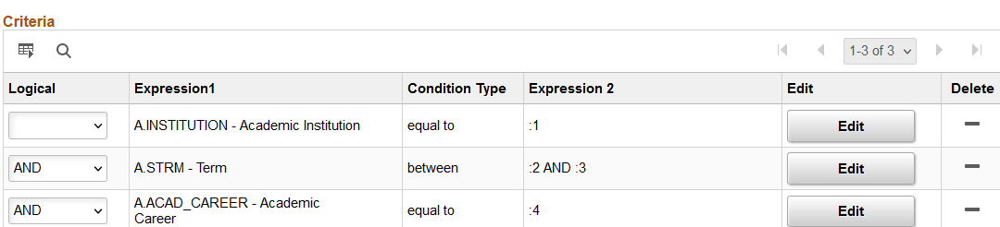 Criteria
1-3 of 3
Logical Expression1 Condition Type Expression 2 Edit Delete
A.INSTITUTION - Academic Institution equal to :1 Edit
AND A.STRM - Term between :2 AND :3 Edit
AND A.ACAD_CAREER - Academic
Career equal to :4 Edit